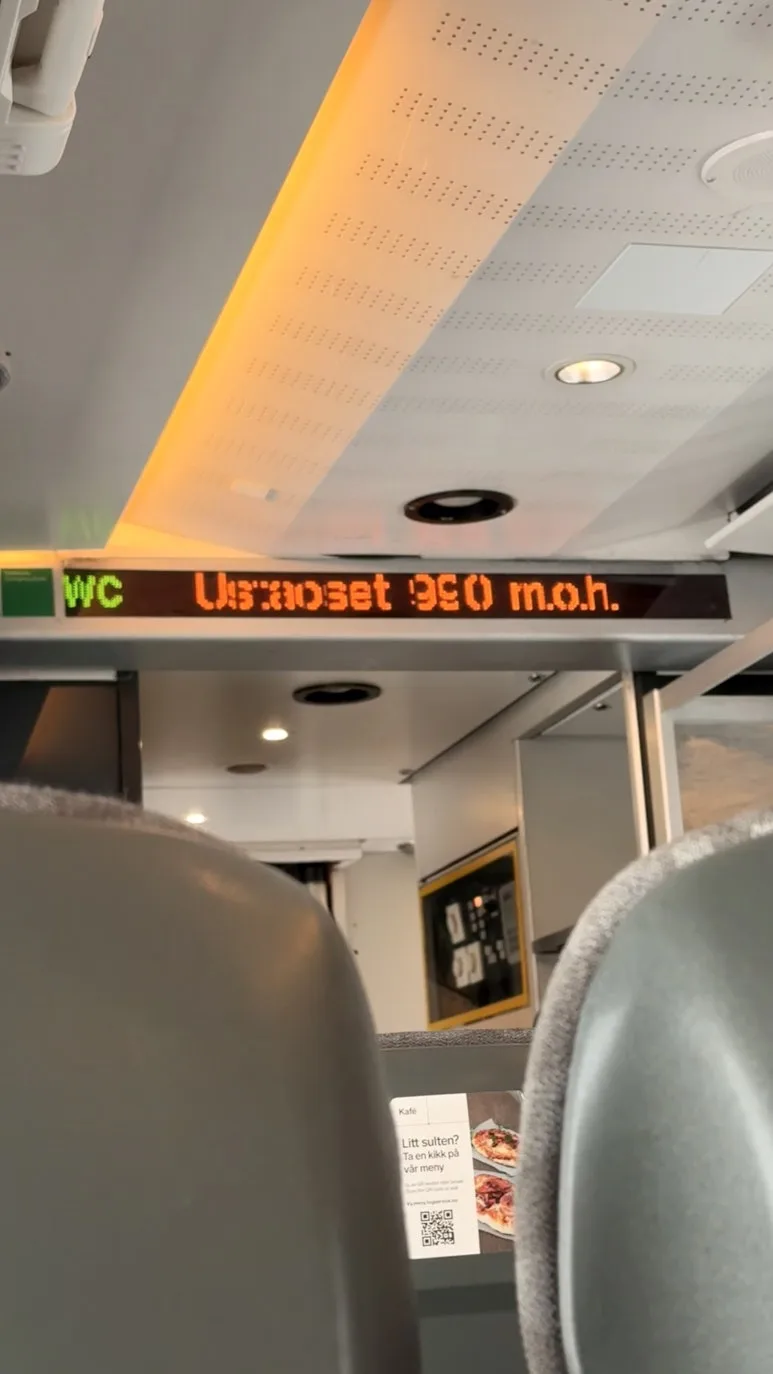 WC
Ustaoset 990 m.o.h.
Kafé
Litt sulten?
Ta en kikk på
vår meny